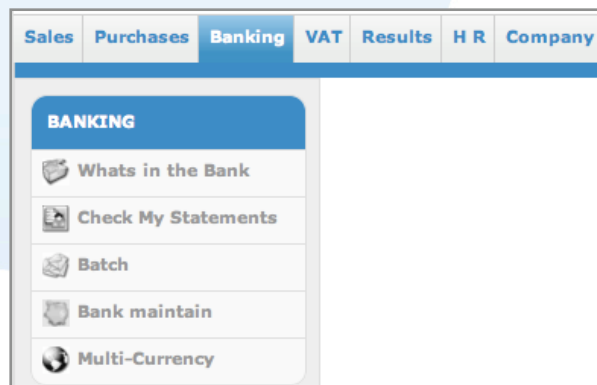 Sales Purchases Banking VAT Results H R Company
BANKING
Whats in the Bank
Check My Statements
Batch
Bank maintain
Multi-Currency